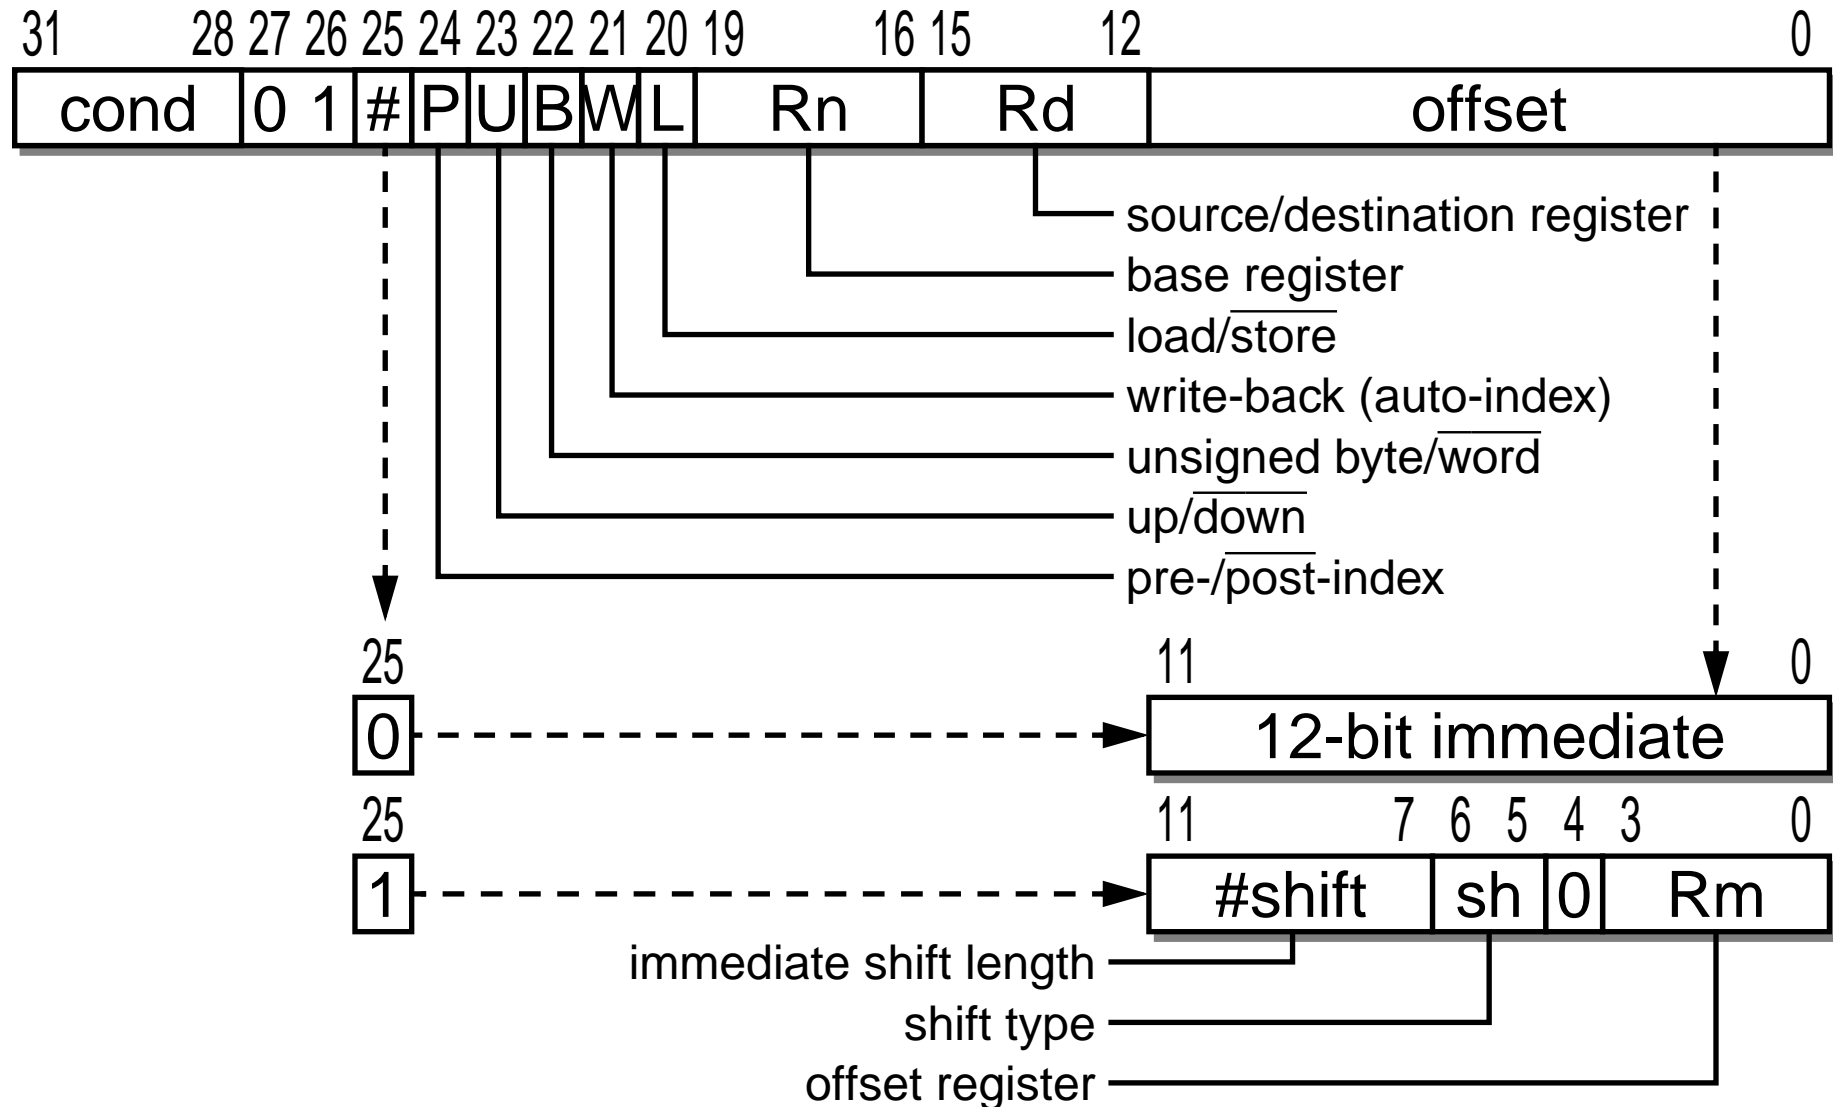 31 28 27 26 25 24 23 22 21 20 19 16 15 12 0
cond 0 1 # P U B W L Rn Rd offset
source/destination register
base register
load/store
write-back (auto-index)
unsigned byte/word
up/down
pre-/post-index
25 11 0
0 12-bit immediate
25 11 7 6 5 4 3 0
1 #shift sh 0 Rm
immediate shift length
shift type
offset register